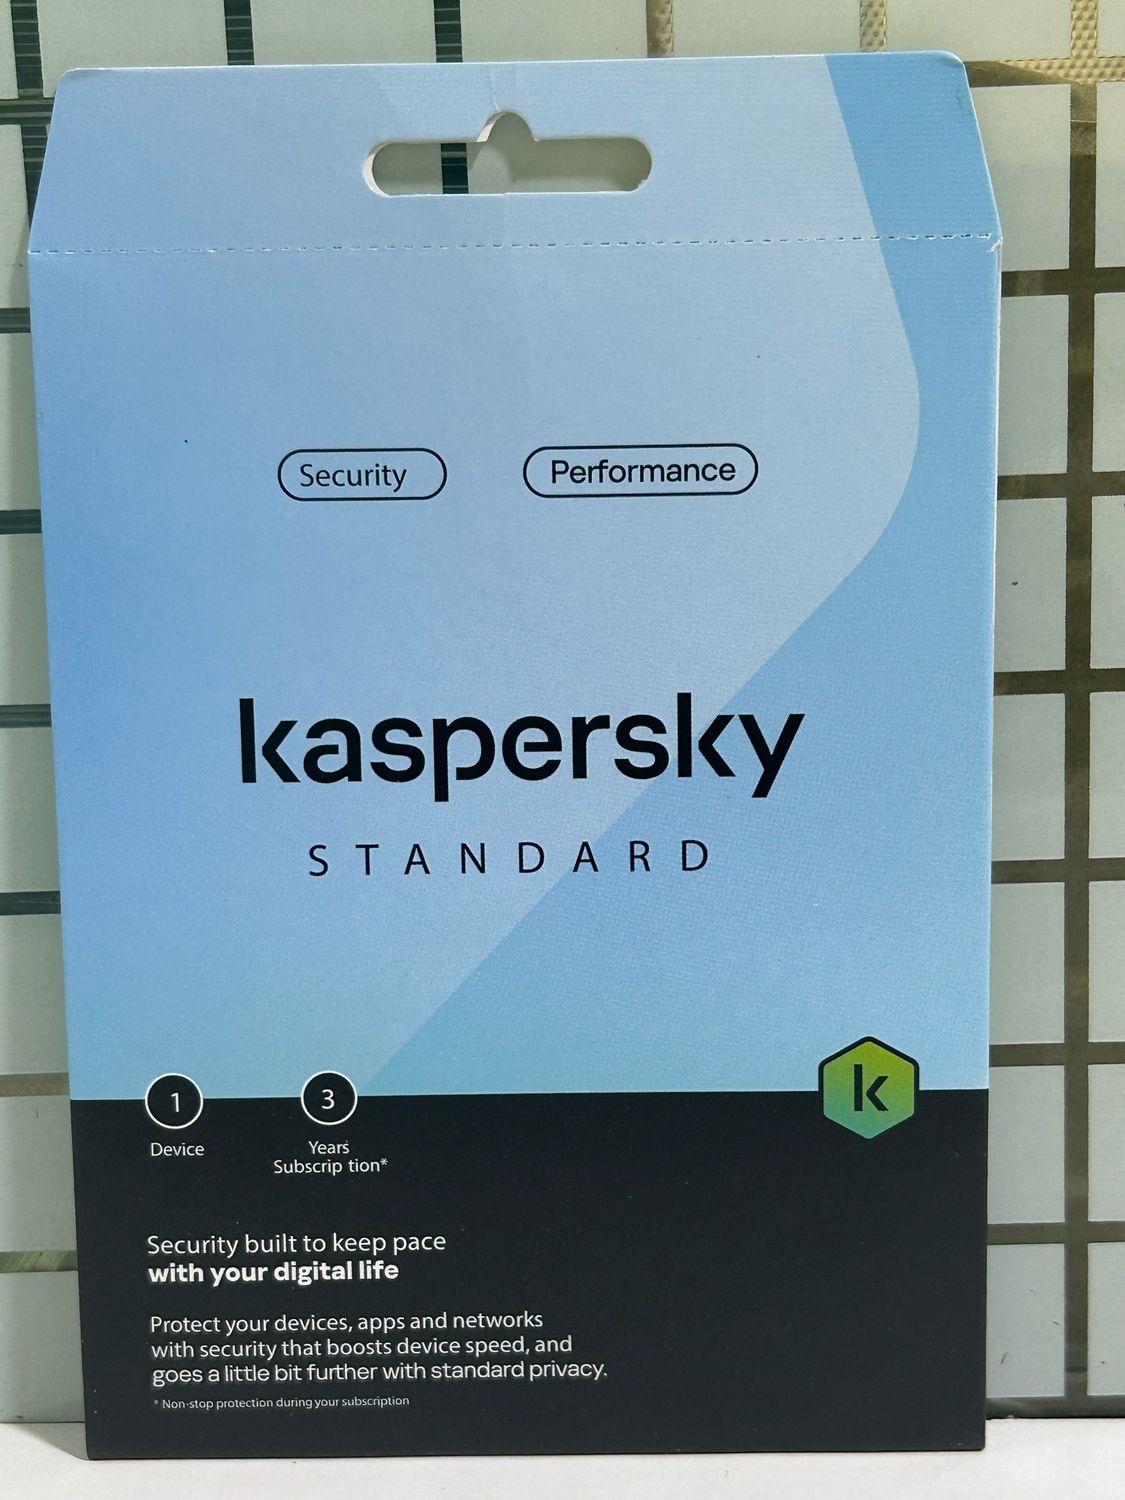 Security
Performance
kaspersky
STANDARD
1
Device
3
Years
Subscrip tion*
k
Security built to keep pace
with your digital life
Protect your devices, apps and networks
with security that boosts device speed, and
goes a little bit further with standard privacy.
* Non-stop protection during your subscription